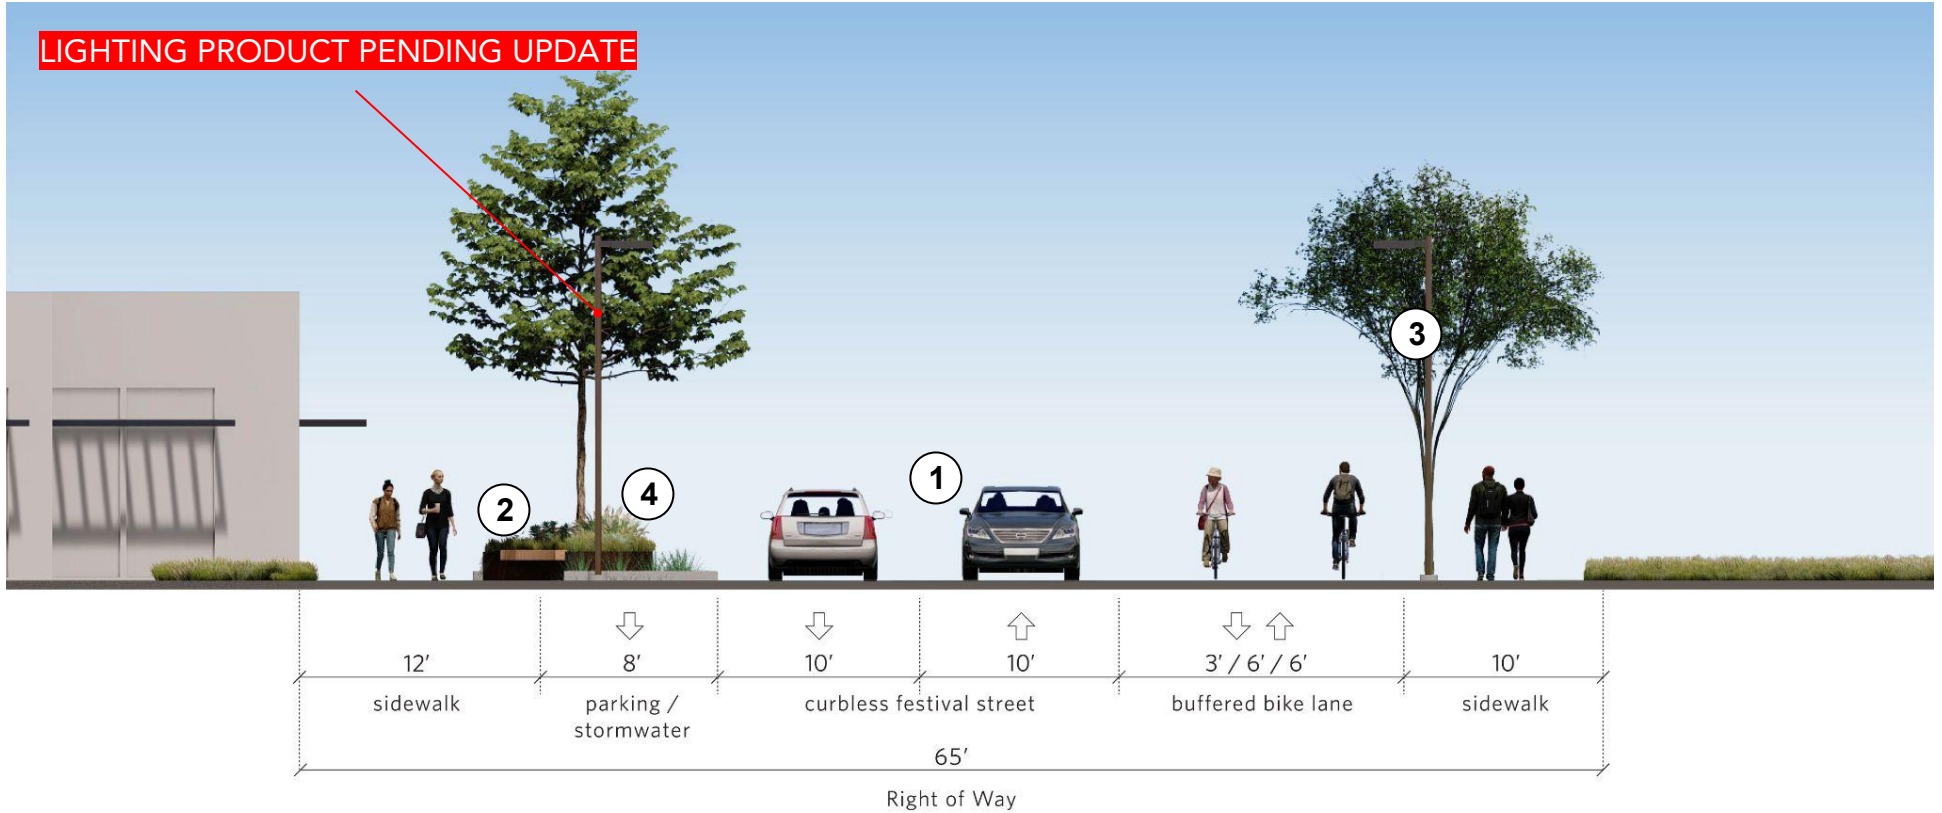 LIGHTING PRODUCT PENDING UPDATE
3
1
4
2
12'
8'
10'
10'
3' / 6' / 6'
10'
sidewalk
parking /
stormwater
curbless festival street
buffered bike lane
sidewalk
65'
Right of Way